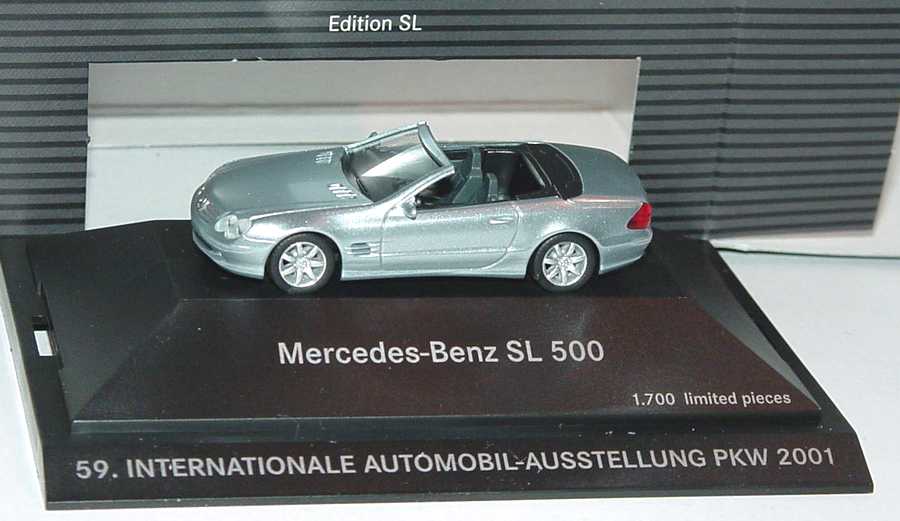 Edition SL
Mercedes-Benz SL 500
1.700 limited pieces
59. INTERNATIONALE AUTOMOBIL-AUSSTELLUNG PKW 2001